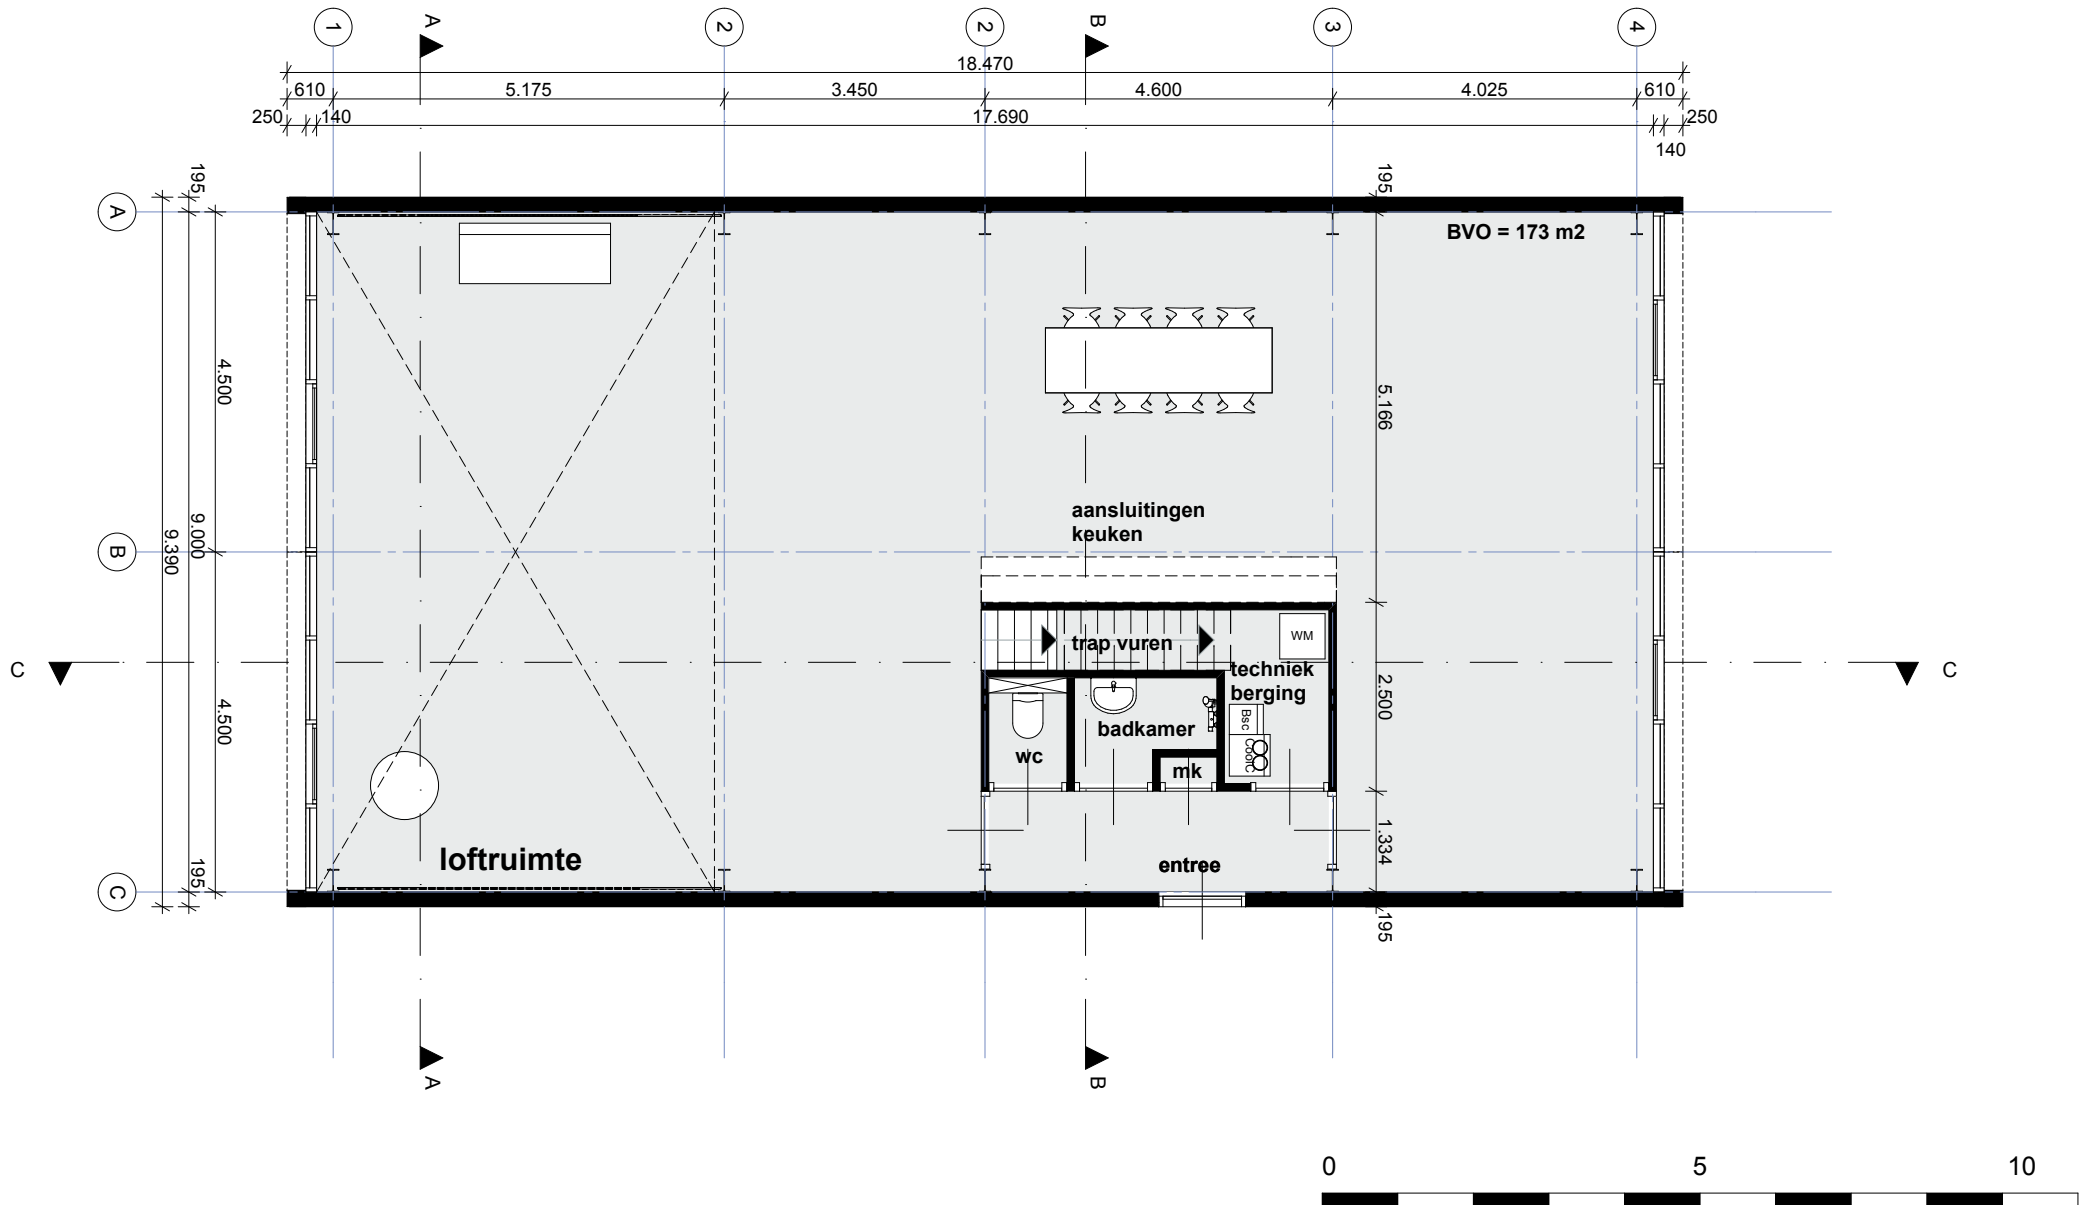 1
A
2
2
B
3
4
18.470
610
5.175
3.450
4.600
4.025
610
250
140
17.690
250
140
195
195
A
BVO = 173 m2
4.500
5.166
aansluitingen
keuken
B
9.000
9.390
trap vuren
WM
C
C
techniek
berging
2.500
4.500
Bsc
badkamer
wc
CoolC
mk
1.334
loftruimte
entree
195
C
195
A
B
0
5
10